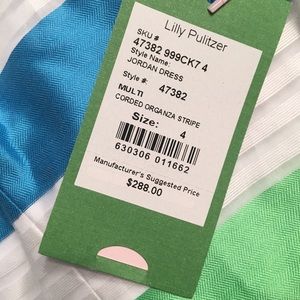 Lilly Pulitzer
SKU #
47382 999CK7 4
Style Name:
JORDAN DRESS
Style #: 47382
MULTI
CORDED ORGANZA STRIPE
Size: 4
630306 011662
Manufacturer's Suggested Price
$288.00